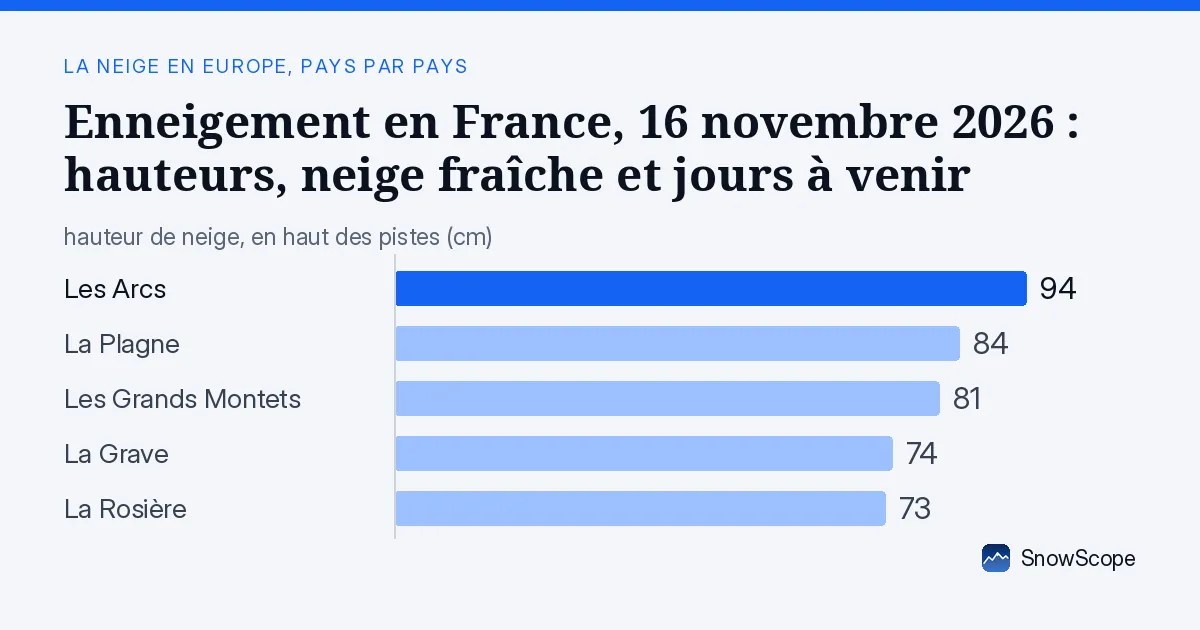 LA NEIGE EN EUROPE, PAYS PAR PAYS
Enneigement en France, 16 novembre 2026 :
hauteurs, neige fraîche et jours à venir
hauteur de neige, en haut des pistes (cm)
Les Arcs 94
La Plagne 84
Les Grands Montets 81
La Grave 74
La Rosière 73
SnowScope